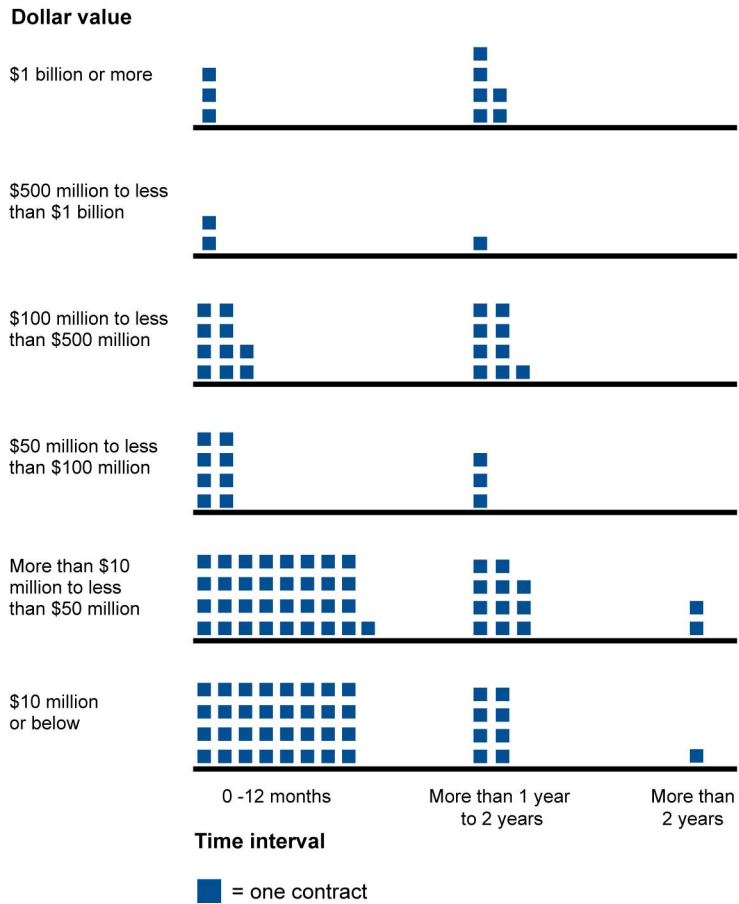 Dollar value
$1 billion or more
$500 million to less
than $1 billion
$100 million to less
than $500 million
$50 million to less
than $100 million
More than $10
million to less
than $50 million
$10 million
or below
0 -12 months
More than 1 year
to 2 years
More than
2 years
Time interval
= one contract